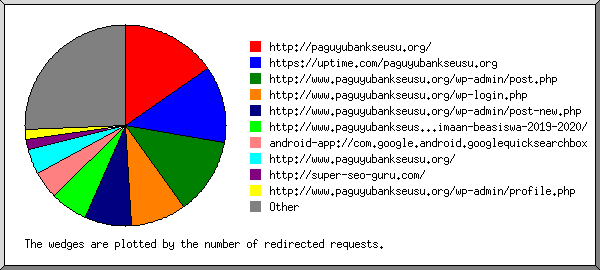 http://paguyubankseusu.org/
https://uptime.com/paguyubankseusu.org
http://www.paguyubankseusu.org/wp-admin/post.php
http://www.paguyubankseusu.org/wp-login.php
http://www.paguyubankseusu.org/wp-admin/post-new.php
http://www.paguyubankseus...imaan-beasiswa-2019-2020/
android-app://com.google.android.googlequicksearchbox
http://www.paguyubankseusu.org/
http://super-seo-guru.com/
http://www.paguyubankseusu.org/wp-admin/profile.php
Other
The wedges are plotted by the number of redirected requests.